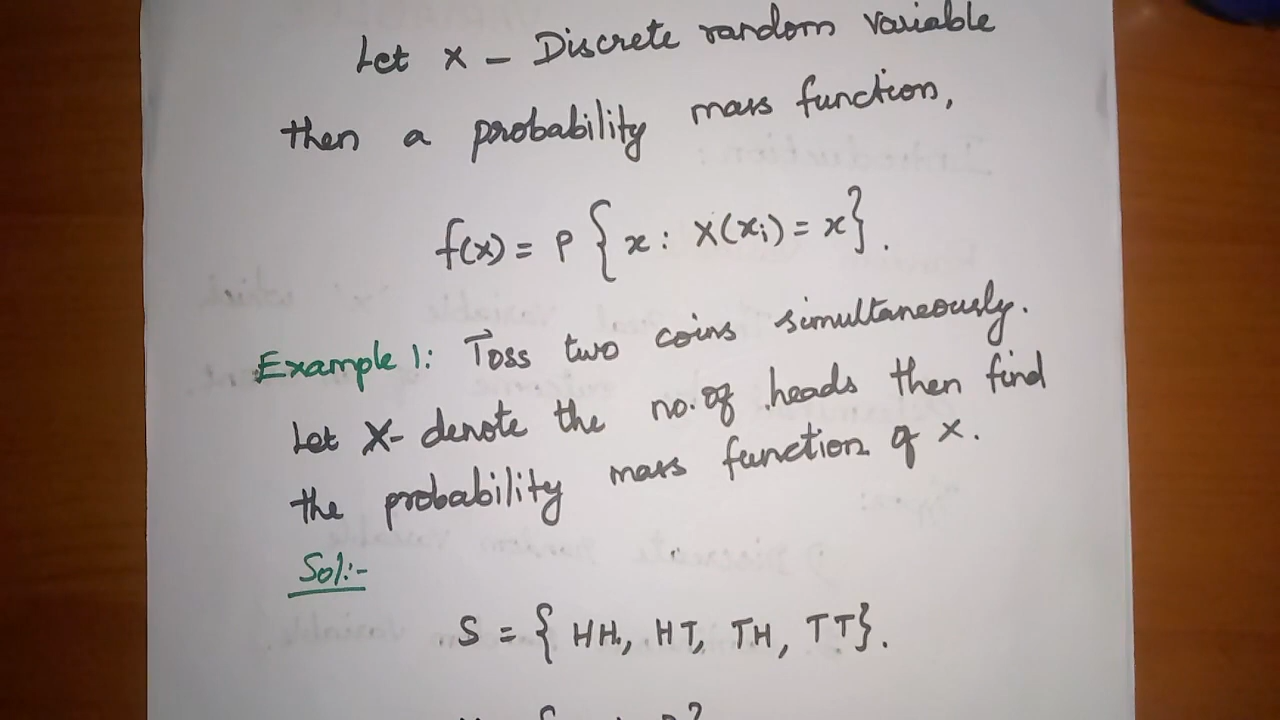 Let X - Discrete random variable
then a probability mass function,
f(x) = P { x : X(xi) = x }.
Example 1: Toss two coins simultaneously.
Let X- denote the no. of heads then find
the probability mass function of X.
Sol:-
S = { HH, HT, TH, TT }.